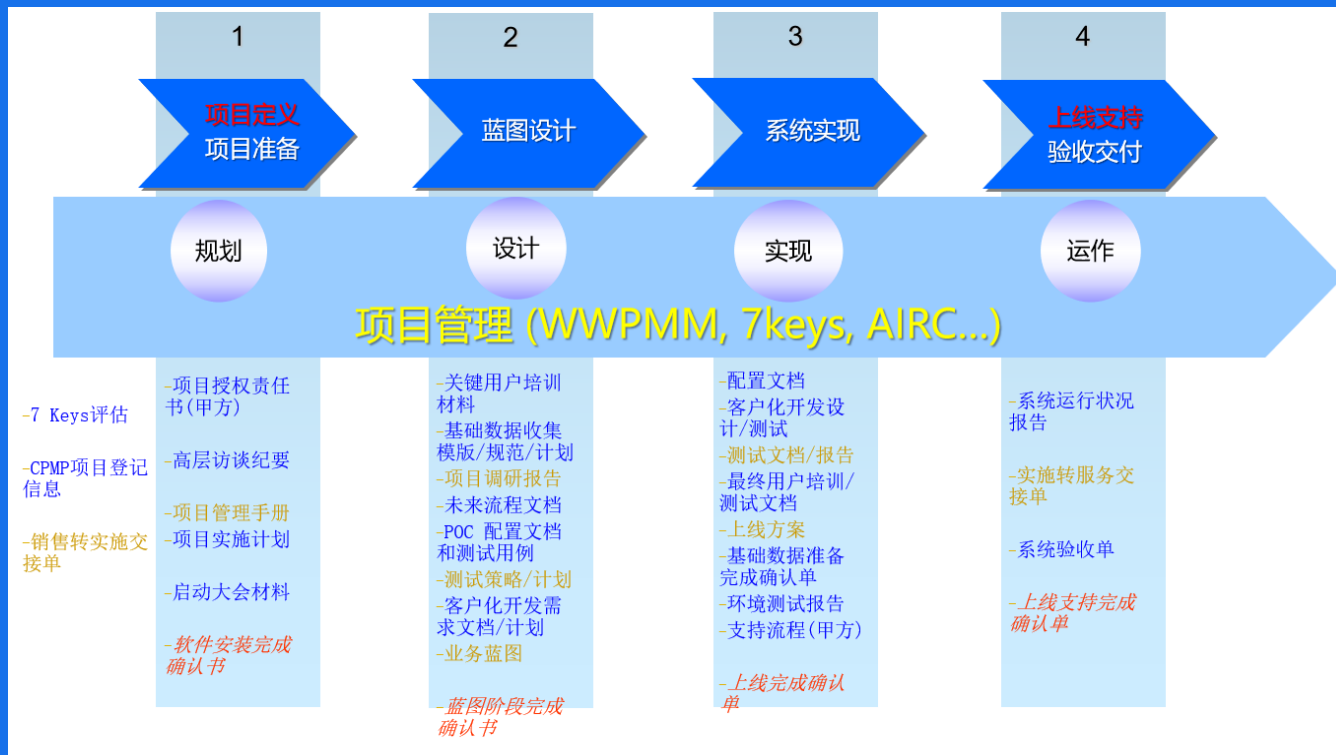 1
2
3
4
项目定义
项目准备
蓝图设计
系统实现
上线支持
验收交付
规划
设计
实现
运作
项目管理 (WWPMM, 7keys, AIRC...)
-7 Keys评估
-CPMP项目登记
信息
-销售转实施交
接单
-项目授权责任
书(甲方)
-高层访谈纪要
-项目管理手册
-项目实施计划
-启动大会材料
-软件安装完成
确认书
-关键用户培训
材料
-基础数据收集
模版/规范/计划
-项目调研报告
-未来流程文档
-POC 配置文档
和测试用例
-测试策略/计划
-客户化开发需
求文档/计划
-业务蓝图
-蓝图阶段完成
确认书
-配置文档
-客户化开发设
计/测试
-测试文档/报告
-最终用户培训/
测试文档
-上线方案
-基础数据准备
完成确认单
-环境测试报告
-支持流程(甲方)
-上线完成确认
单
-系统运行状况
报告
-实施转服务交
接单
-系统验收单
-上线支持完成
确认单